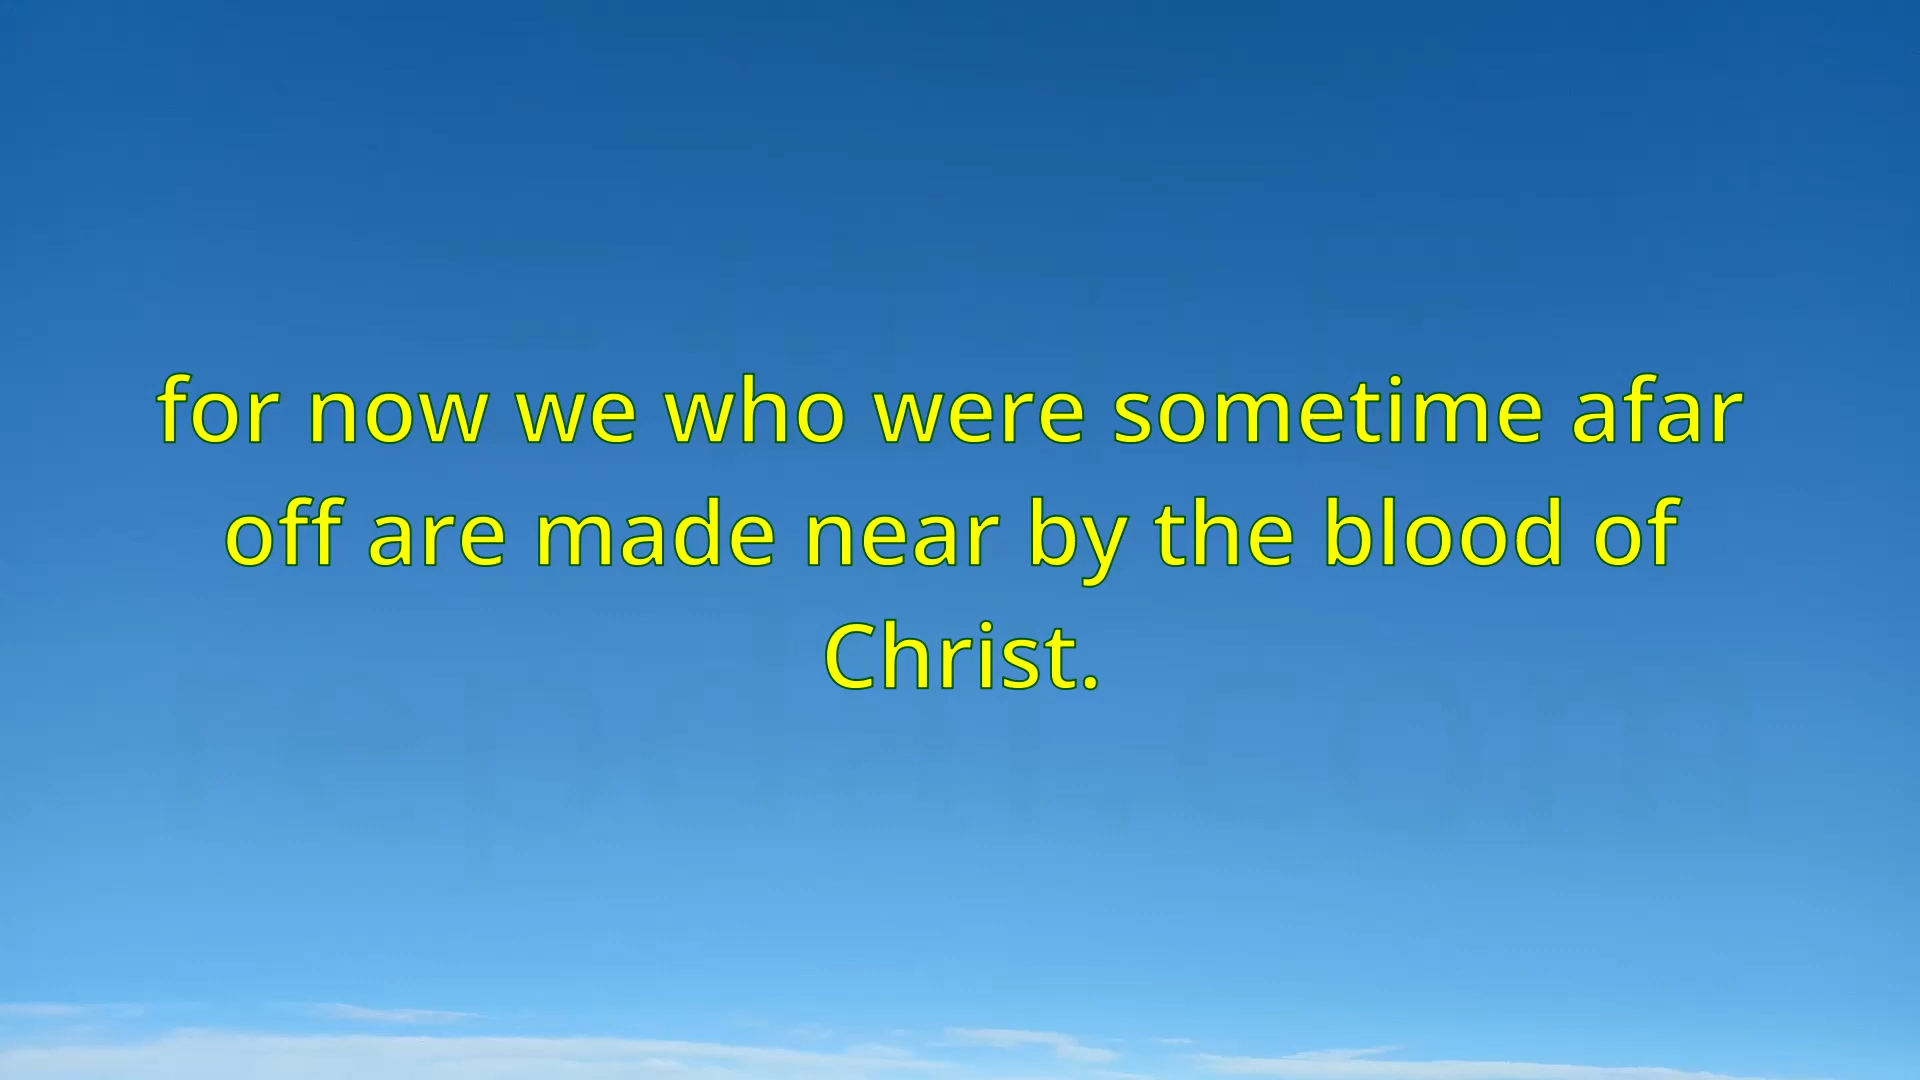 for now we who were sometime afar
off are made near by the blood of
Christ.